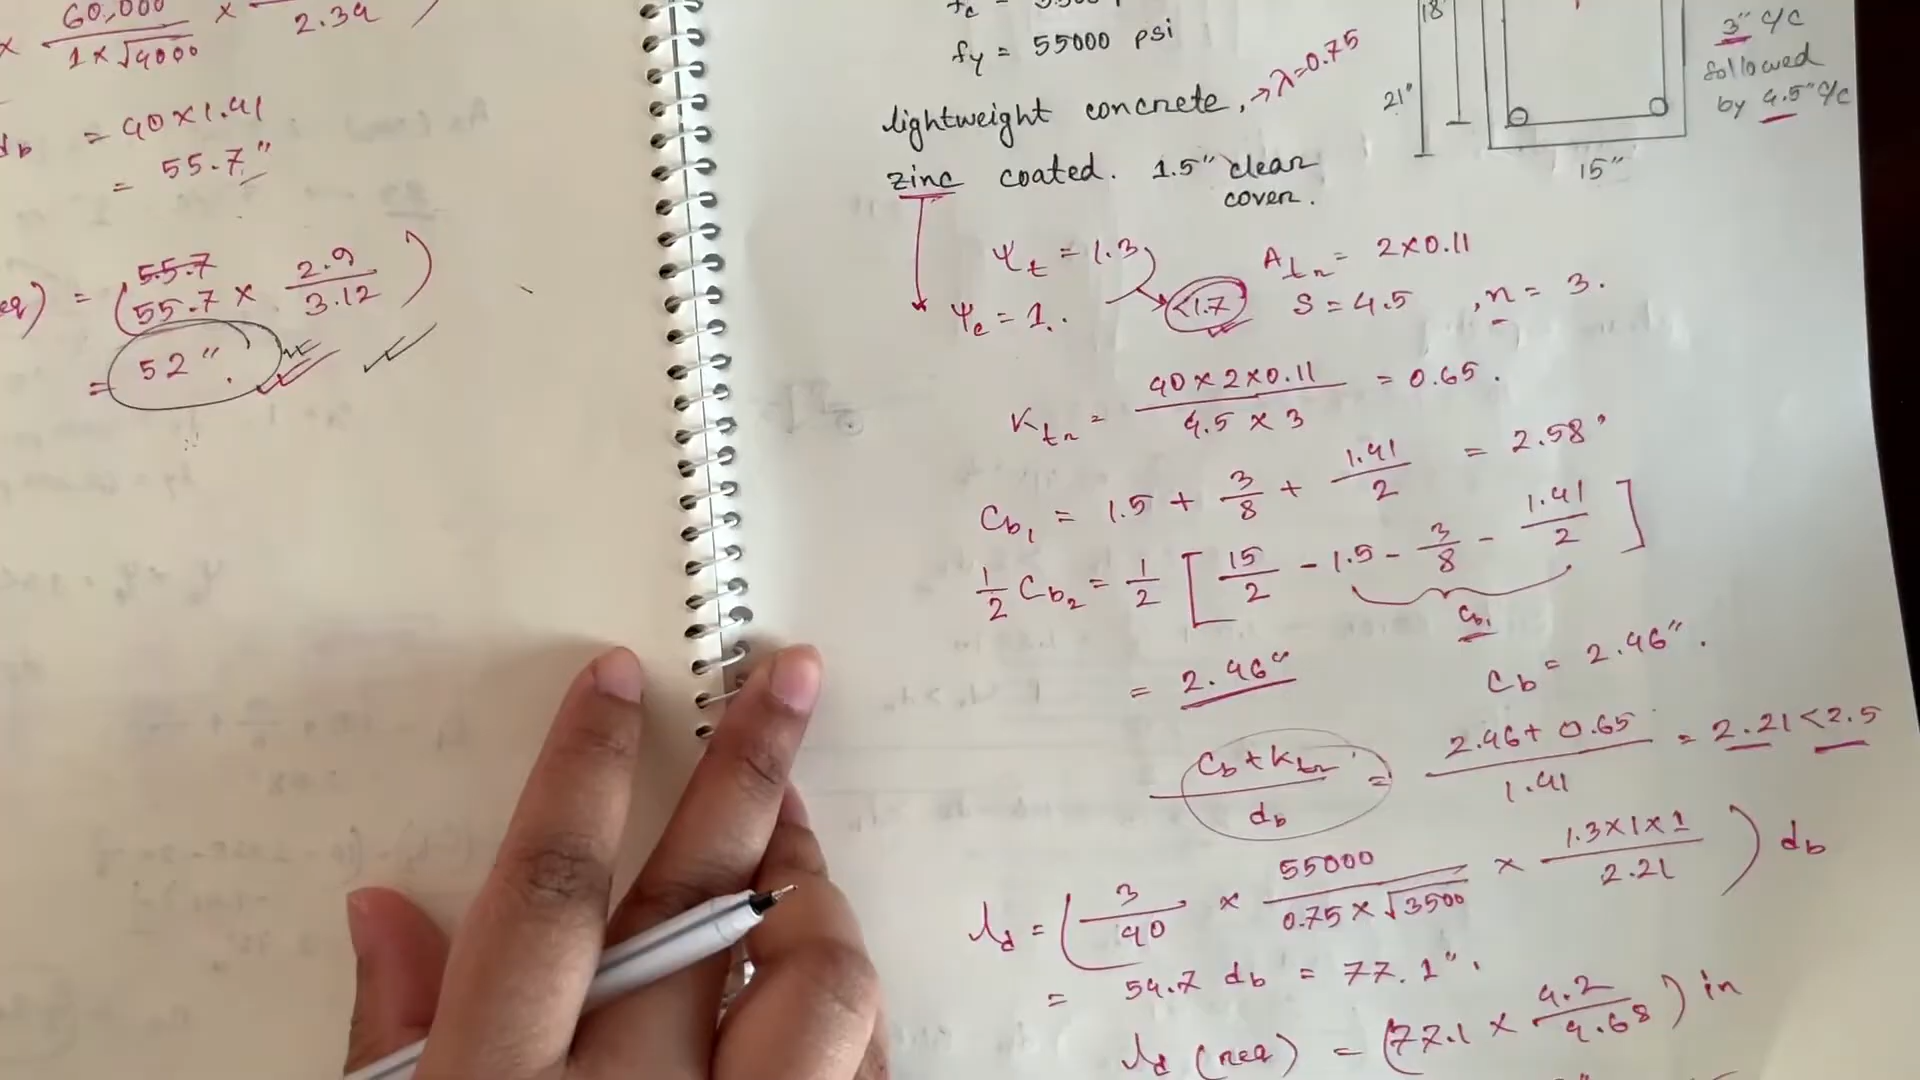 60,000
×
1×√4000
×
2.34
)
db = 40×1.41
= 55.7"
eq) = (
55.7
55.7 ×
2.9
3.12
)
= 52".
fy = 55000 psi
lightweight concrete, → λ=0.75
zinc coated. 1.5" clear
cover.
18"
21"
15"
3" c/c
followed
by 4.5" c/c
Ψt = 1.3
Ψe = 1.
<1.7
Atr = 2×0.11
S = 4.5 , n = 3.
Ktr = 40×2×0.11 / 4.5 × 3 = 0.65.
Cb1 = 1.5 + 3/8 + 1.41/2 = 2.58"
1/2 Cb2 = 1/2 [ 15/2 - 1.5 - 3/8 - 1.41/2 ]
Cb1
= 2.46"
Cb = 2.46".
Cb + Ktr / db = 2.46 + 0.65 / 1.41 = 2.21 < 2.5
ld = ( 3/40 × 55000 / 0.75 × √3500 × 1.3×1×1 / 2.21 ) db
= 54.7 db = 77.1".
ld (req) = (77.1 × 4.2/4.68) in